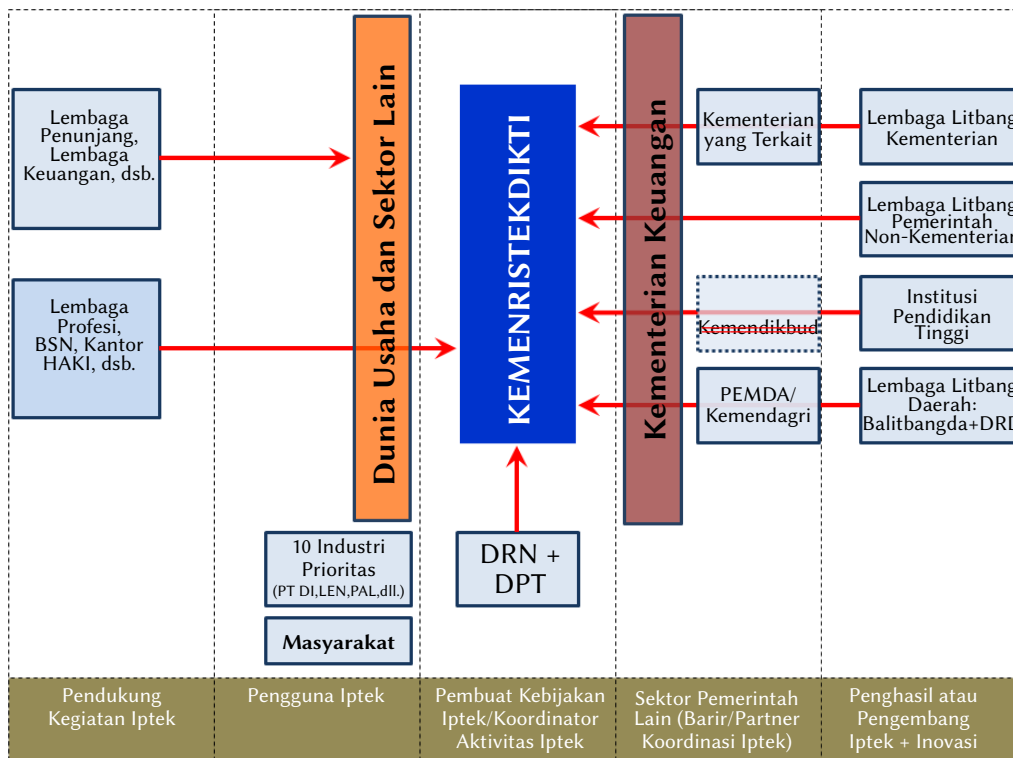 Lembaga
Penunjang,
Lembaga
Keuangan, dsb.
Lembaga
Profesi,
BSN, Kantor
HAKI, dsb.
Dunia Usaha dan Sektor Lain
10 Industri
Prioritas
(PT DI,LEN,PAL,dll.)
Masyarakat
KEMENRISTEKDIKTI
DRN +
DPT
Kementerian Keuangan
Kementerian
yang Terkait
Kemendikbud
PEMDA/
Kemendagri
Lembaga Litbang
Kementerian
Lembaga Litbang
Pemerintah
Non-Kementerian
Institusi
Pendidikan
Tinggi
Lembaga Litbang
Daerah:
Balitbangda+DRD
Pendukung
Kegiatan Iptek
Pengguna Iptek
Pembuat Kebijakan
Iptek/Koordinator
Aktivitas Iptek
Sektor Pemerintah
Lain (Barir/Partner
Koordinasi Iptek)
Penghasil atau
Pengembang
Iptek + Inovasi